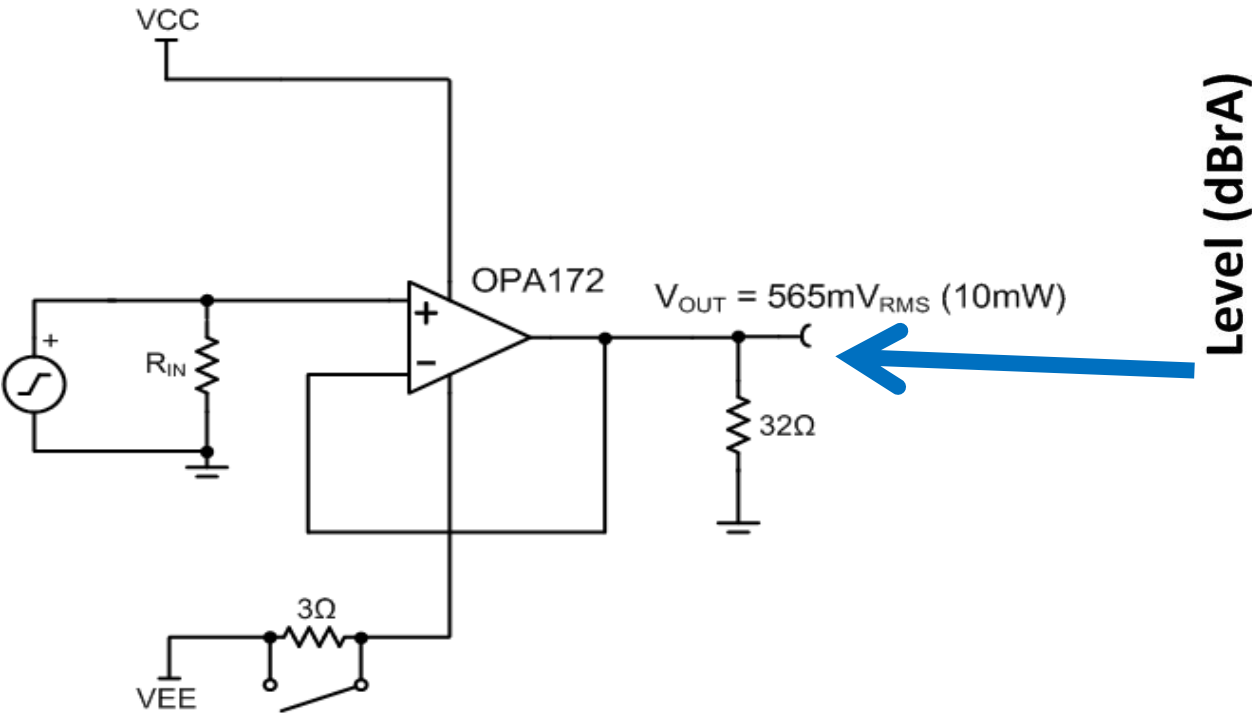 VCC
OPA172
VOUT = 565mVRMS (10mW)
+
RIN
+
−
32Ω
3Ω
VEE
Level (dBrA)